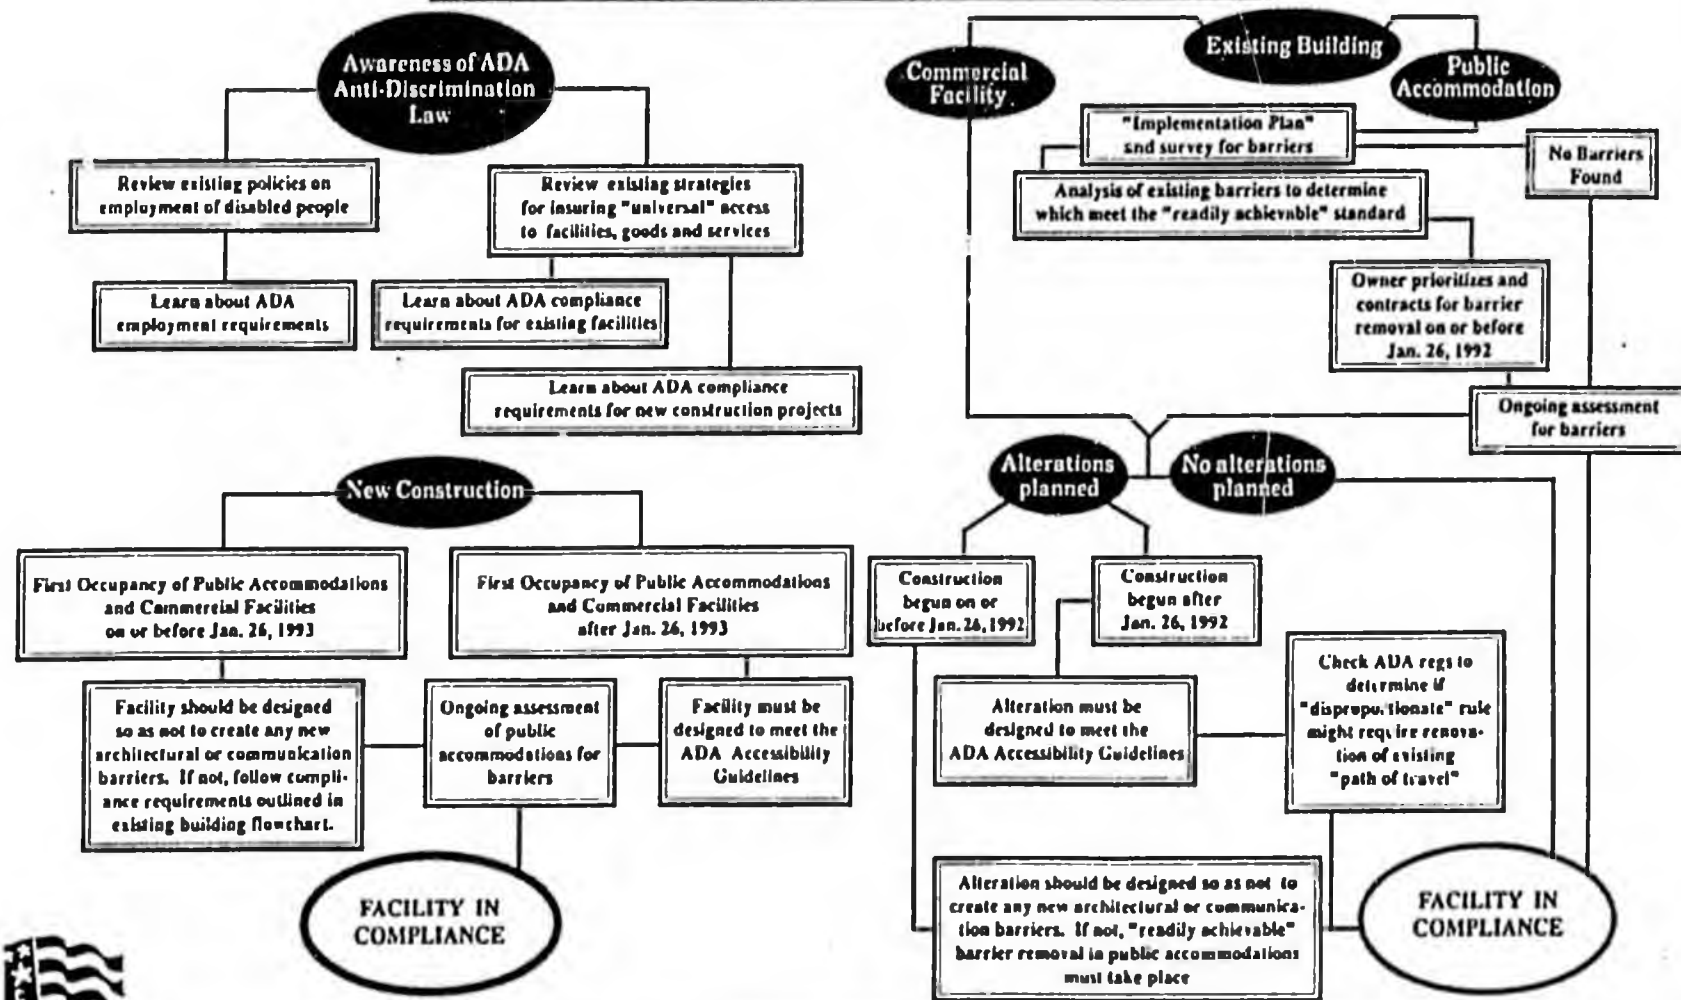 Awareness of ADA
Anti-Discrimination
Law
Review existing policies on
employment of disabled people
Review existing strategies
for insuring "universal" access
to facilities, goods and services
Learn about ADA
employment requirements
Learn about ADA compliance
requirements for existing facilities
Learn about ADA compliance
requirements for new construction projects
New Construction
First Occupancy of Public Accommodations
and Commercial Facilities
on or before Jan. 26, 1993
First Occupancy of Public Accommodations
and Commercial Facilities
after Jan. 26, 1993
Facility should be designed
so as not to create any new
architectural or communication
barriers. If not, follow compli-
ance requirements outlined in
existing building flowchart.
Ongoing assessment
of public
accommodations for
barriers
Facility must be
designed to meet the
ADA Accessibility
Guidelines
FACILITY IN
COMPLIANCE
Existing Building
Commercial
Facility
Public
Accommodation
"Implementation Plan"
and survey for barriers
No Barriers
Found
Analysis of existing barriers to determine
which meet the "readily achievable" standard
Owner prioritizes and
contracts for barrier
removal on or before
Jan. 26, 1992
Ongoing assessment
for barriers
Alterations
planned
No alterations
planned
Construction
begun on or
before Jan. 26, 1992
Construction
begun after
Jan. 26, 1992
Alteration must be
designed to meet the
ADA Accessibility Guidelines
Check ADA regs to
determine if
"disproportionate" rule
might require renova-
tion of existing
"path of travel"
Alteration should be designed so as not to
create any new architectural or communica-
tion barriers. If not, "readily achievable"
barrier removal in public accommodations
must take place
FACILITY IN
COMPLIANCE